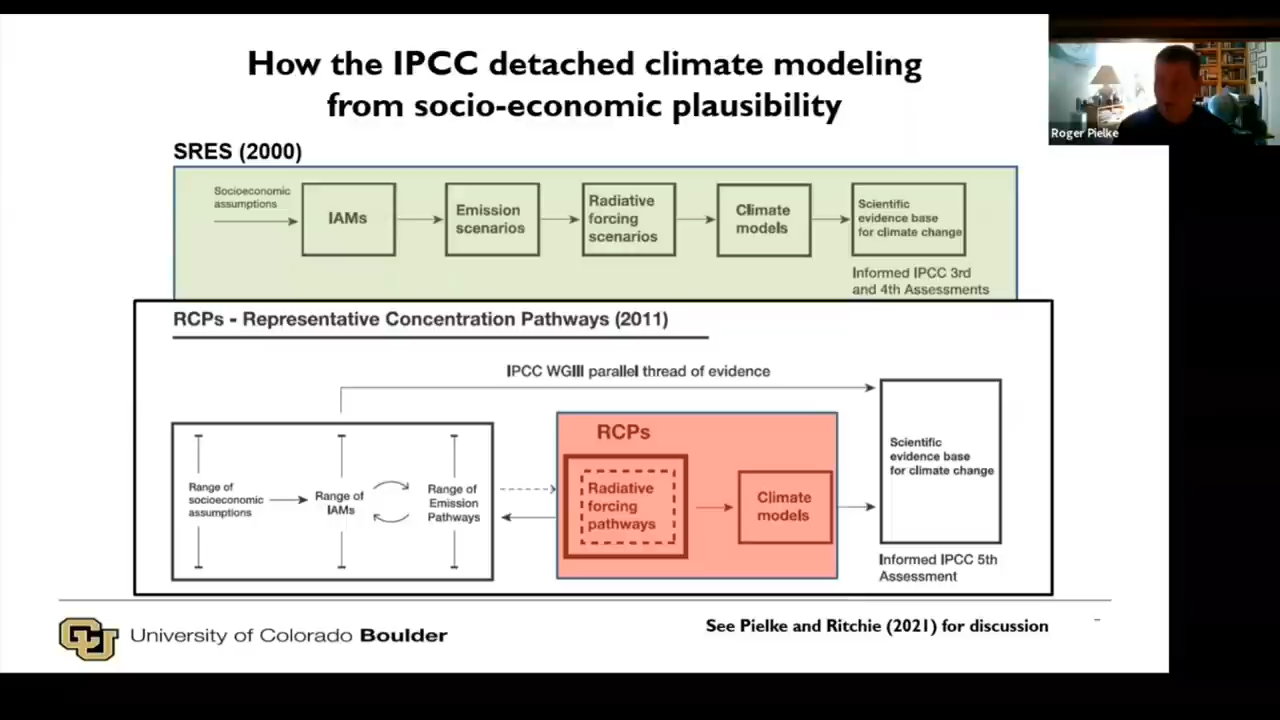 How the IPCC detached climate modeling
from socio-economic plausibility
Roger Pielke
SRES (2000)
Socioeconomic
assumptions
IAMs
Emission
scenarios
Radiative
forcing
scenarios
Climate
models
Scientific
evidence base
for climate change
Informed IPCC 3rd
and 4th Assessments
RCPs - Representative Concentration Pathways (2011)
IPCC WGIII parallel thread of evidence
Range of
socioeconomic
assumptions
Range of
IAMs
Range of
Emission
Pathways
RCPs
Radiative
forcing
pathways
Climate
models
Scientific
evidence base
for climate change
Informed IPCC 5th
Assessment
CU
University of Colorado Boulder
See Pielke and Ritchie (2021) for discussion